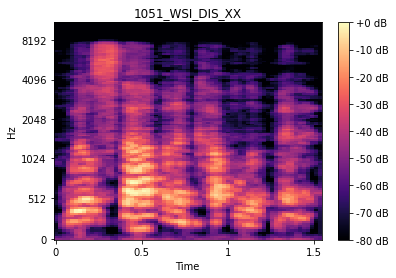 1051_WSI_DIS_XX
+0 dB
8192
-10 dB
4096
-20 dB
-30 dB
2048
-40 dB
Hz
1024
-50 dB
512
-60 dB
-70 dB
0
-80 dB
0
0.5
1
1.5
Time